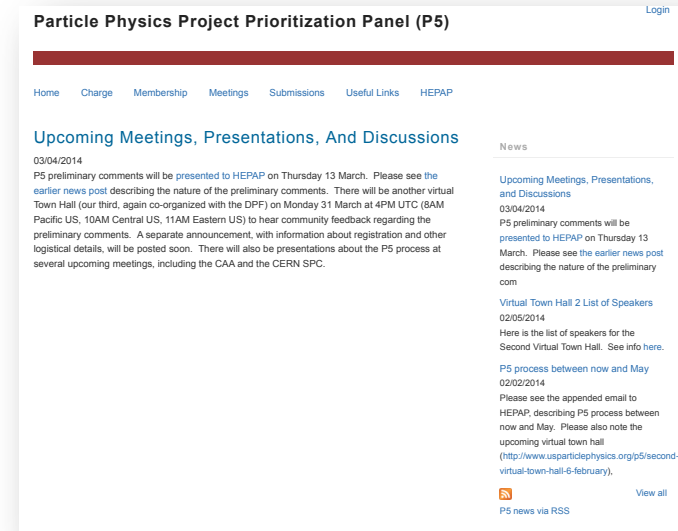 Login
Particle Physics Project Prioritization Panel (P5)
Home Charge Membership Meetings Submissions Useful Links HEPAP
Upcoming Meetings, Presentations, And Discussions
03/04/2014
P5 preliminary comments will be presented to HEPAP on Thursday 13 March. Please see the
earlier news post describing the nature of the preliminary comments. There will be another virtual
Town Hall (our third, again co-organized with the DPF) on Monday 31 March at 4PM UTC (8AM
Pacific US, 10AM Central US, 11AM Eastern US) to hear community feedback regarding the
preliminary comments. A separate announcement, with information about registration and other
logistical details, will be posted soon. There will also be presentations about the P5 process at
several upcoming meetings, including the CAA and the CERN SPC.
News
Upcoming Meetings, Presentations,
and Discussions
03/04/2014
P5 preliminary comments will be
presented to HEPAP on Thursday 13
March. Please see the earlier news post
describing the nature of the preliminary
com
Virtual Town Hall 2 List of Speakers
02/05/2014
Here is the list of speakers for the
Second Virtual Town Hall. See info here.
P5 process between now and May
02/02/2014
Please see the appended email to
HEPAP, describing P5 process between
now and May. Please also note the
upcoming virtual town hall
(http://www.usparticlephysics.org/p5/second-
virtual-town-hall-6-february),
View all
P5 news via RSS